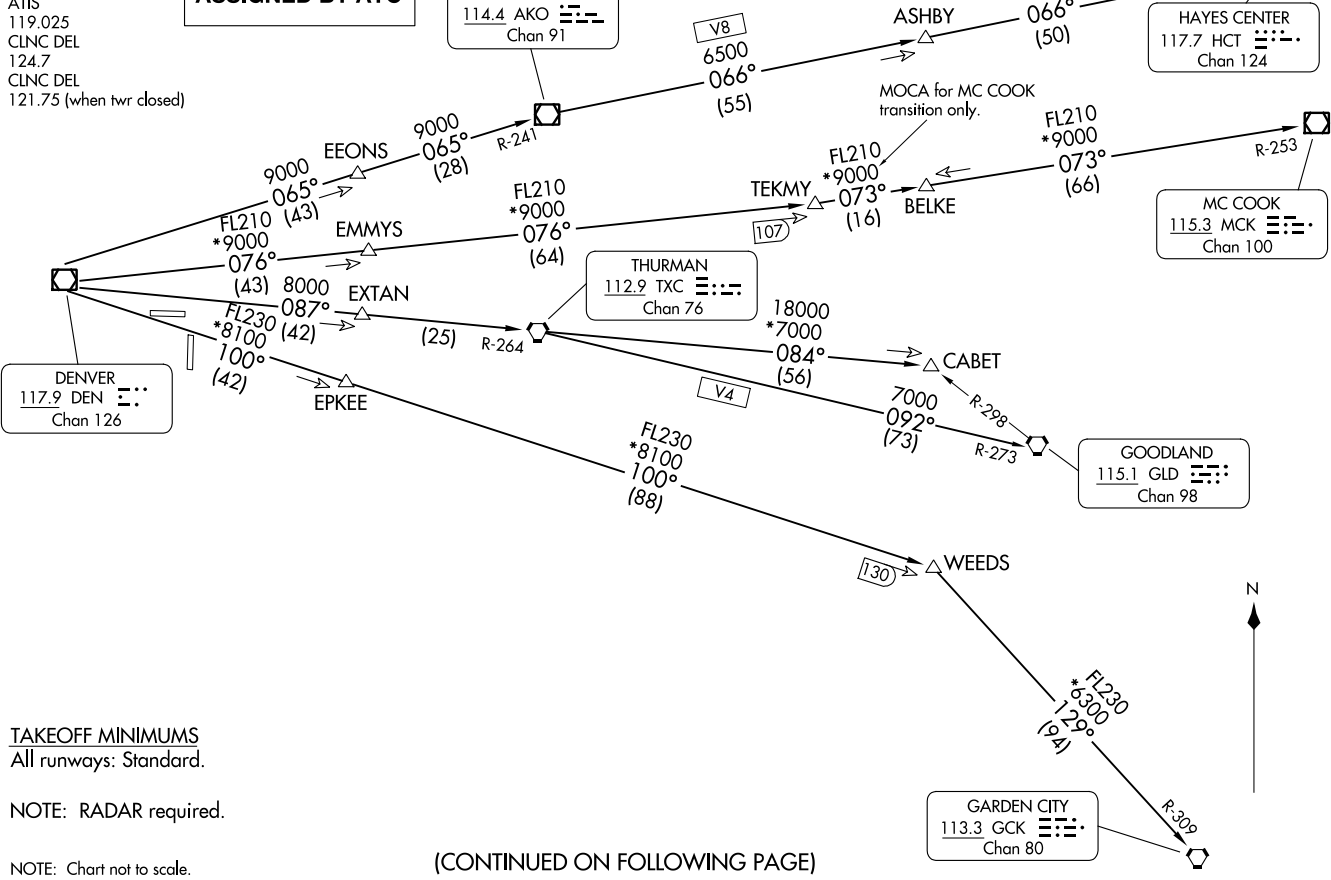 ATIS
119.025
CLNC DEL
124.7
CLNC DEL
121.75 (when twr closed)
ASSIGNED BY ATC
114.4 AKO
Chan 91
ASHBY
066°
(50)
HAYES CENTER
117.7 HCT
Chan 124
V8
6500
066°
(55)
MOCA for MC COOK
transition only.
9000
065°
(28)
R-241
EEONS
9000
065°
(43)
FL210
*9000
073°
(66)
R-253
FL210
*9000
073°
(16)
TEKMY
BELKE
107
MC COOK
115.3 MCK
Chan 100
FL210
*9000
076°
(64)
EMMYS
FL210
*9000
076°
(43)
THURMAN
112.9 TXC
Chan 76
8000
087°
(42)
EXTAN
(25)
R-264
18000
*7000
084°
(56)
CABET
FL230
*8100
100°
(42)
EPKEE
DENVER
117.9 DEN
Chan 126
V4
7000
092°
(73)
R-298
R-273
GOODLAND
115.1 GLD
Chan 98
FL230
*8100
100°
(88)
130
WEEDS
N
FL230
*6300
129°
(94)
R-309
GARDEN CITY
113.3 GCK
Chan 80
TAKEOFF MINIMUMS
All runways: Standard.
NOTE: RADAR required.
NOTE: Chart not to scale.
(CONTINUED ON FOLLOWING PAGE)